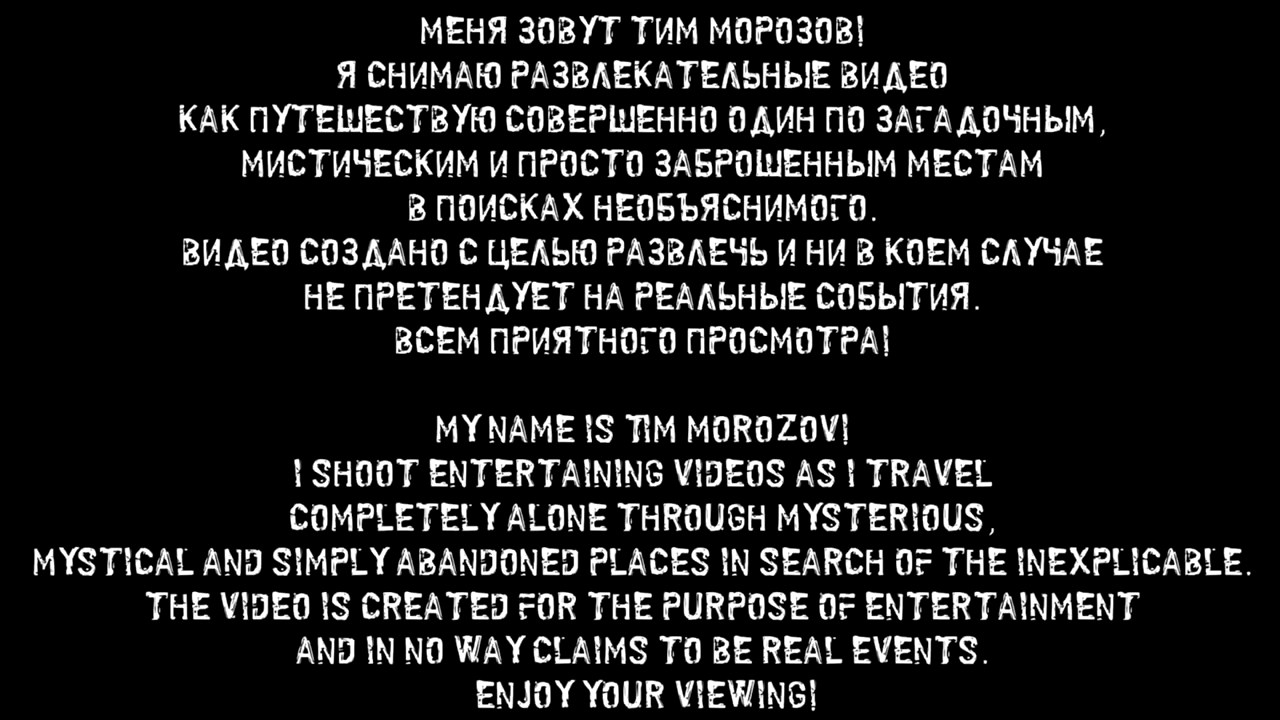 МЕНЯ ЗОВУТ ТИМ МОРОЗОВ!
Я СНИМАЮ РАЗВЛЕКАТЕЛЬНЫЕ ВИДЕО
КАК ПУТЕШЕСТВУЮ СОВЕРШЕННО ОДИН ПО ЗАГАДОЧНЫМ,
МИСТИЧЕСКИМ И ПРОСТО ЗАБРОШЕННЫМ МЕСТАМ
В ПОИСКАХ НЕОБЪЯСНИМОГО.
ВИДЕО СОЗДАНО С ЦЕЛЬЮ РАЗВЛЕЧЬ И НИ В КОЕМ СЛУЧАЕ
НЕ ПРЕТЕНДУЕТ НА РЕАЛЬНЫЕ СОБЫТИЯ.
ВСЕМ ПРИЯТНОГО ПРОСМОТРА!
MY NAME IS TIM MOROZOV!
I SHOOT ENTERTAINING VIDEOS AS I TRAVEL
COMPLETELY ALONE THROUGH MYSTERIOUS,
MYSTICAL AND SIMPLY ABANDONED PLACES IN SEARCH OF THE INEXPLICABLE.
THE VIDEO IS CREATED FOR THE PURPOSE OF ENTERTAINMENT
AND IN NO WAY CLAIMS TO BE REAL EVENTS.
ENJOY YOUR VIEWING!